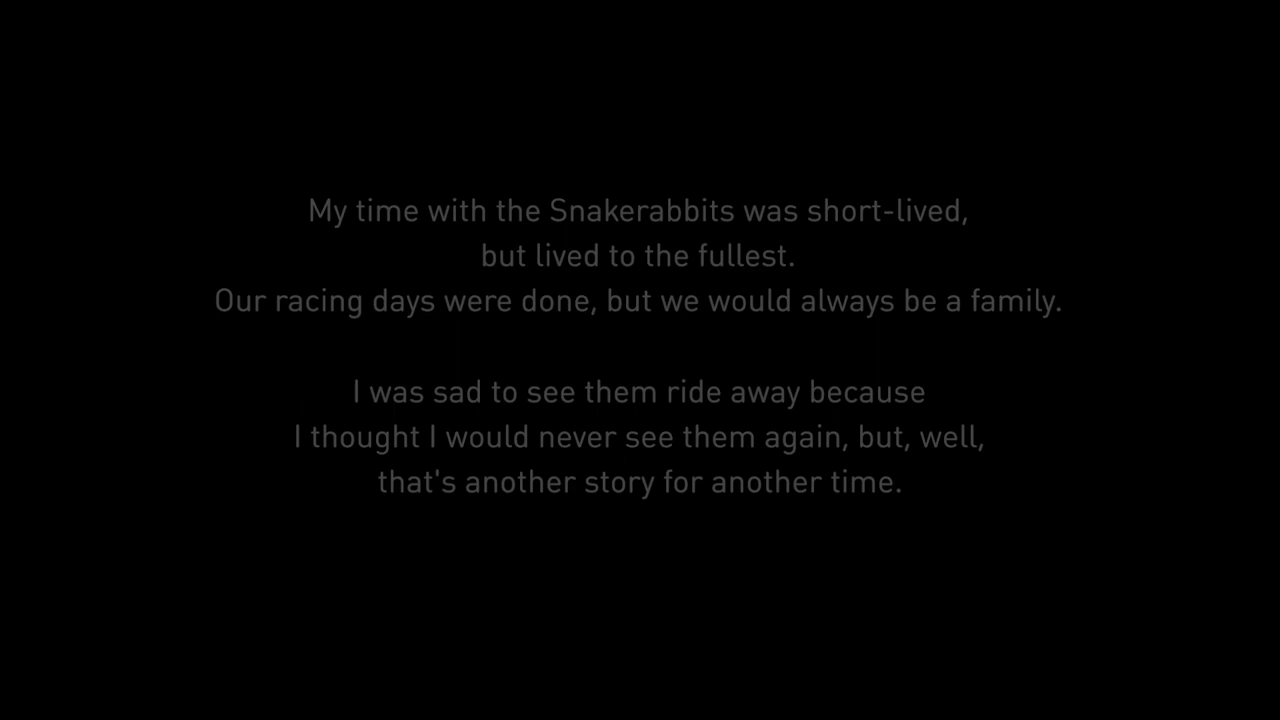 My time with the Snakerabbits was short-lived,
but lived to the fullest.
Our racing days were done, but we would always be a family.
I was sad to see them ride away because
I thought I would never see them again, but, well,
that's another story for another time.